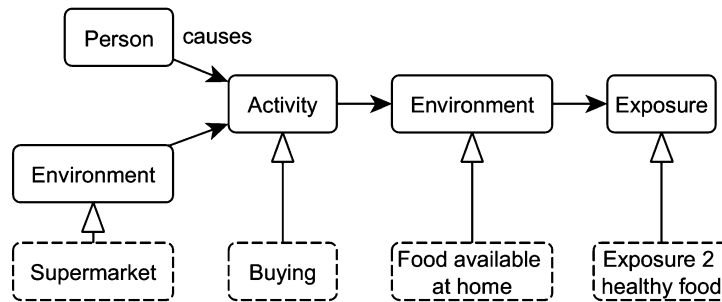 Person
causes
Activity
Environment
Exposure
Environment
Supermarket
Buying
Food available
at home
Exposure 2
healthy food